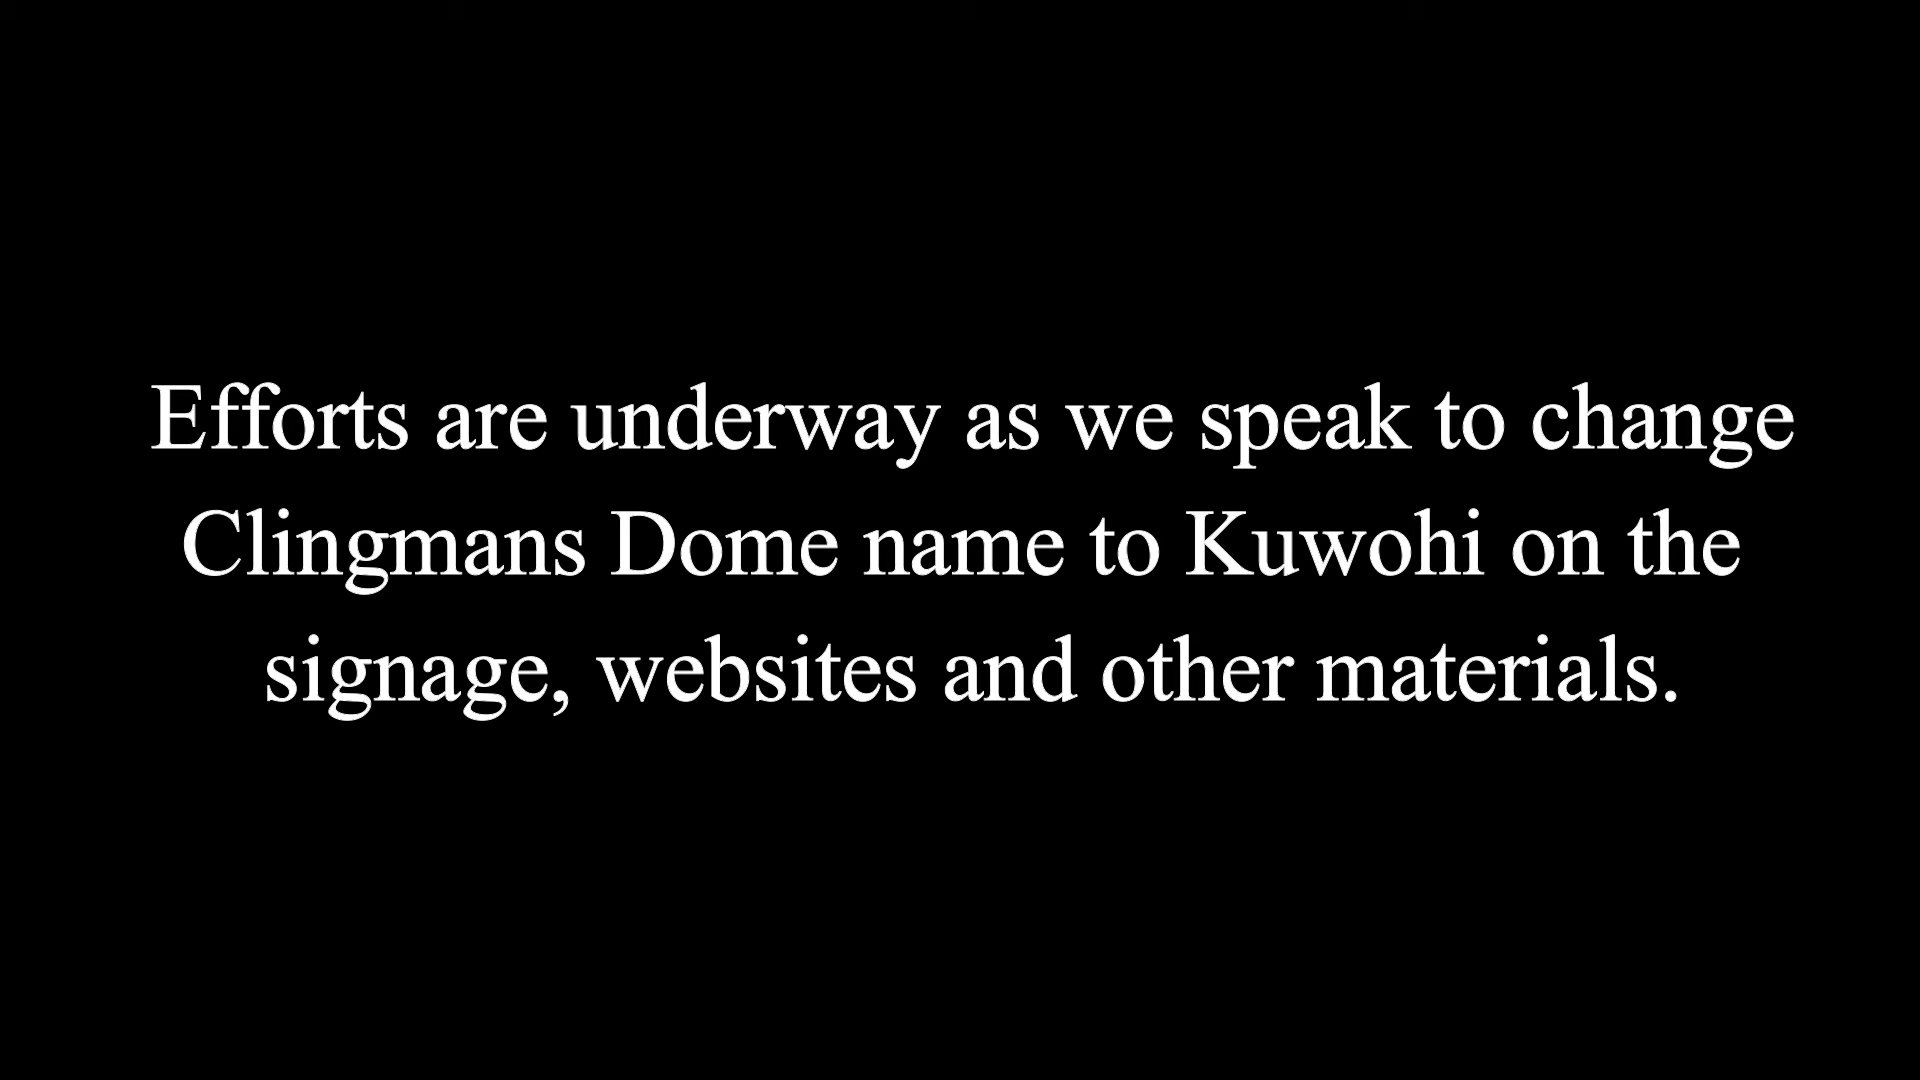 Efforts are underway as we speak to change
Clingmans Dome name to Kuwohi on the
signage, websites and other materials.